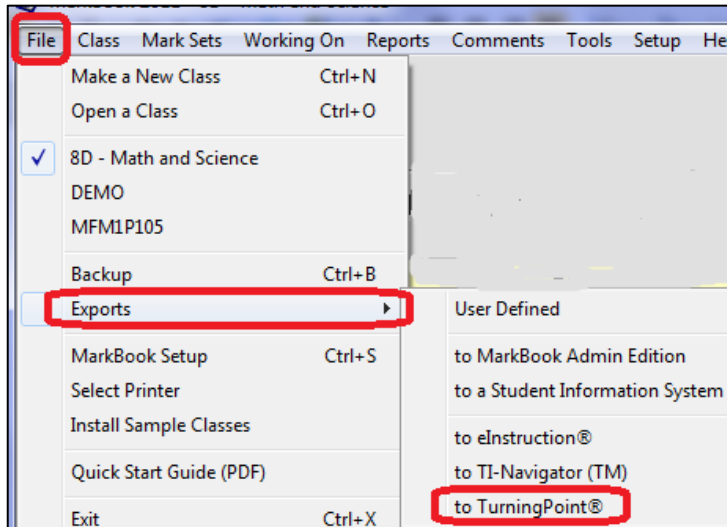 File Class Mark Sets Working On Reports Comments Tools Setup
Make a New Class Ctrl+N
Open a Class Ctrl+O
8D - Math and Science
DEMO
MFM1P105
Backup Ctrl+B
Exports
User Defined
MarkBook Setup Ctrl+S
to MarkBook Admin Edition
Select Printer
to a Student Information System
Install Sample Classes
to eInstruction®
Quick Start Guide (PDF)
to TI-Navigator (TM)
to TurningPoint®
Exit Ctrl+X